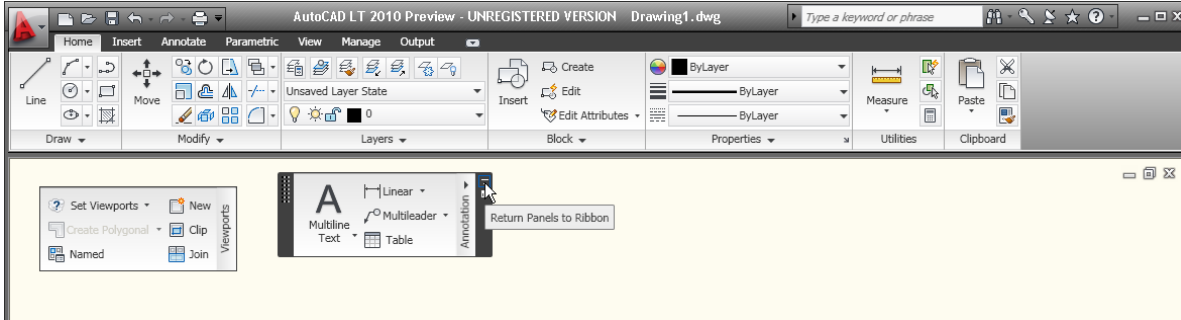 AutoCAD LT 2010 Preview - UNREGISTERED VERSION Drawing1.dwg Type a keyword or phrase
Home Insert Annotate Parametric View Manage Output
Line
Move
Unsaved Layer State
0
Insert
Create
Edit
Edit Attributes
ByLayer
ByLayer
ByLayer
Measure
Paste
Draw Modify Layers Block Properties Utilities Clipboard
Set Viewports New
Create Polygonal Clip
Named Join
Viewports
A
Multiline
Text
Linear
Multileader
Table
Annotation
Return Panels to Ribbon